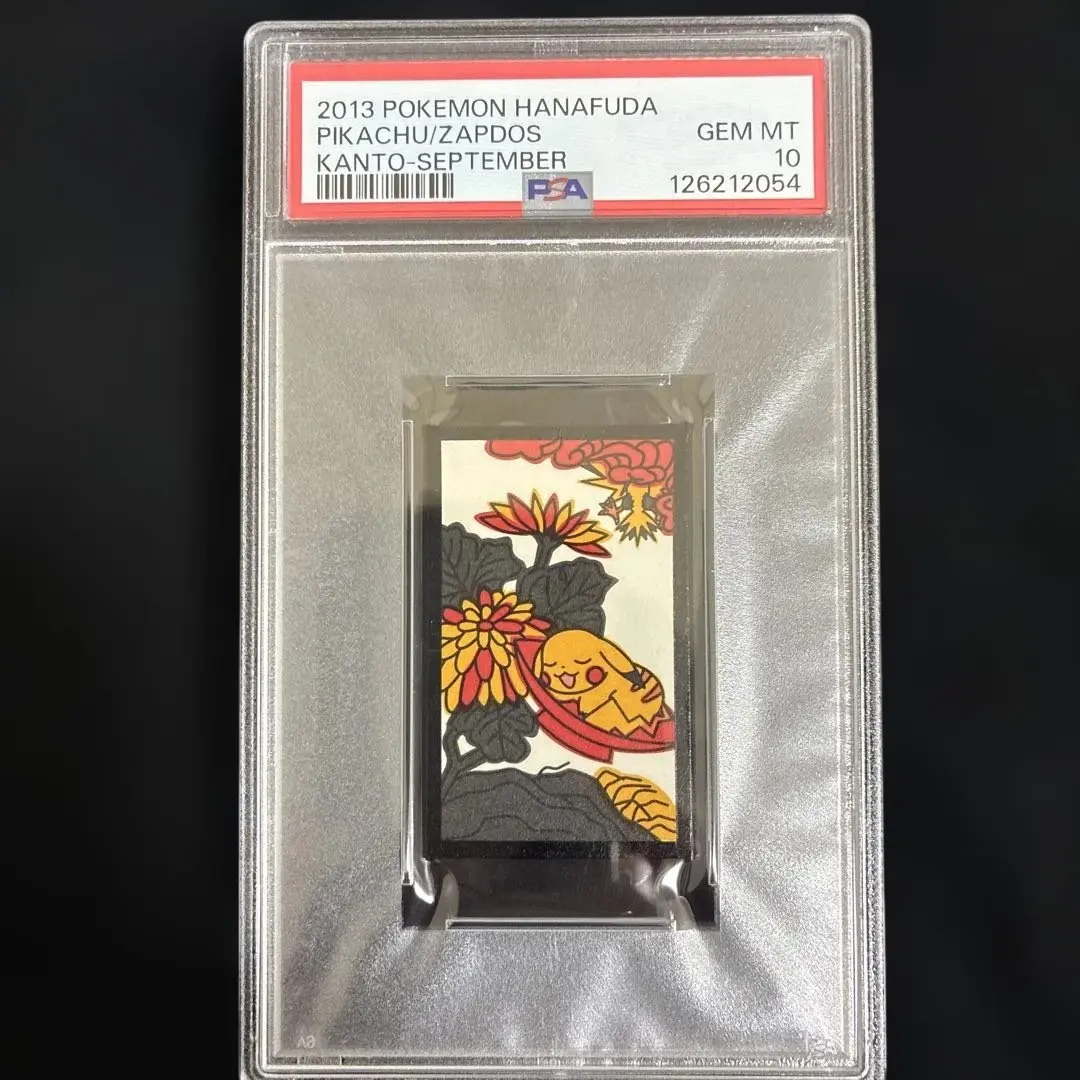 2013 POKEMON HANAFUDA
PIKACHU/ZAPDOS GEM MT
KANTO-SEPTEMBER 10
PSA 126212054